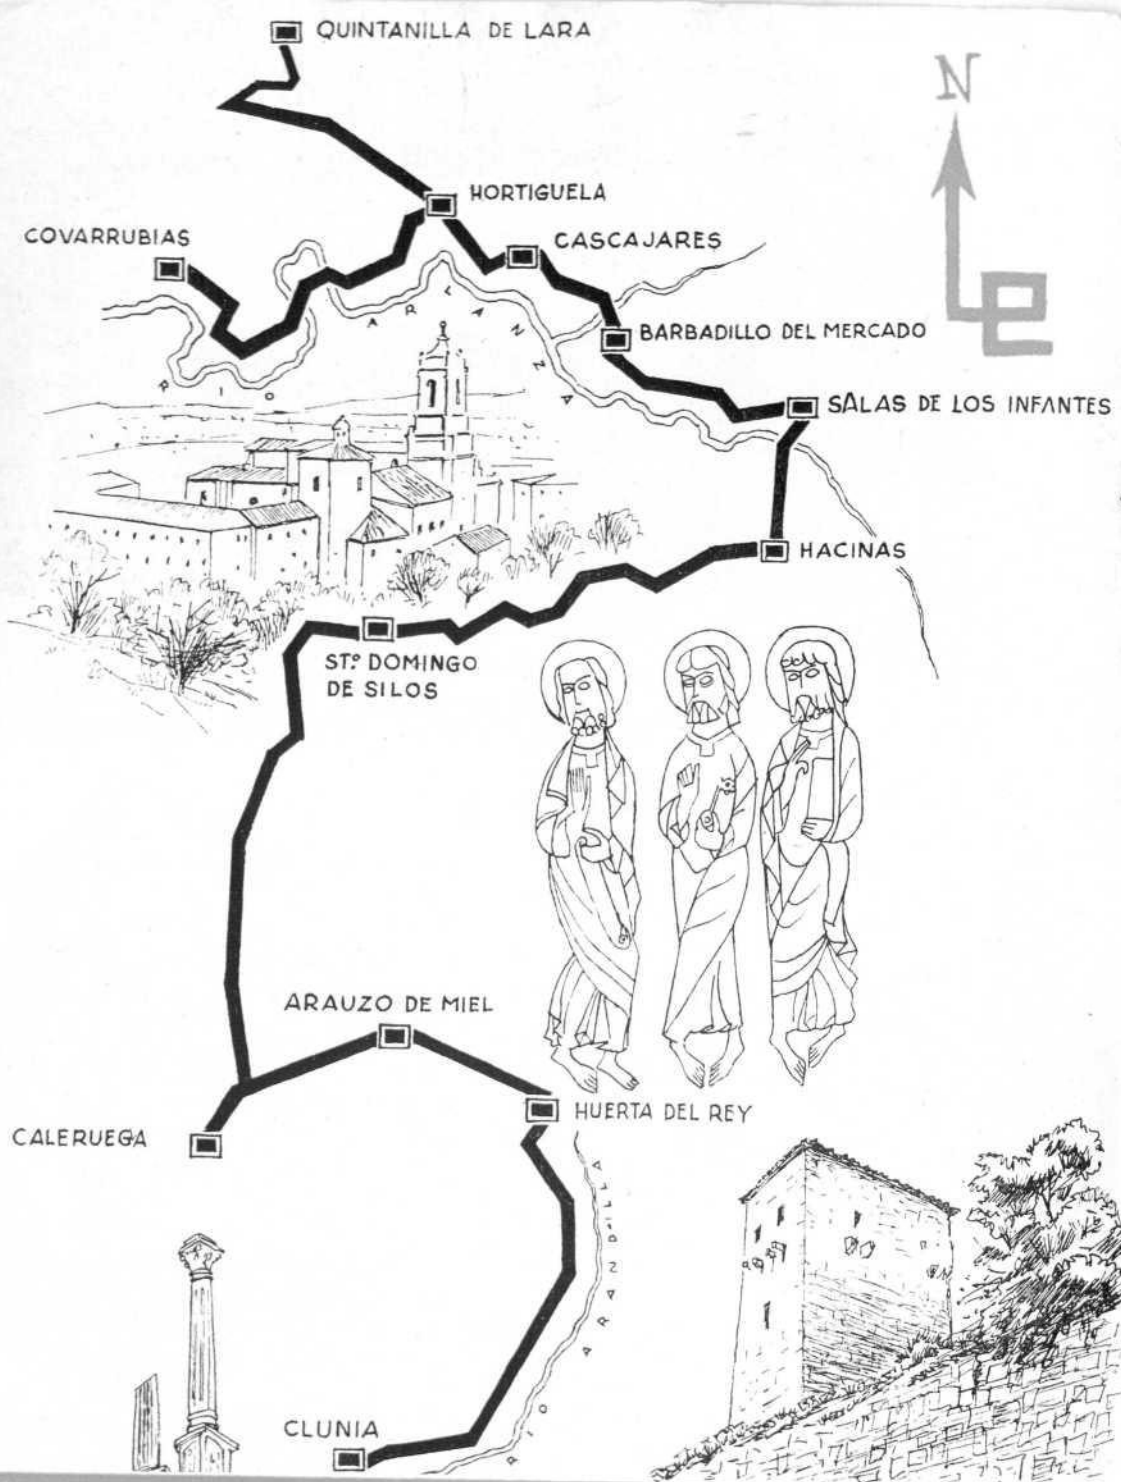 QUINTANILLA DE LARA
N
HORTIGUELA
COVARRUBIAS
CASCAJARES
RIO ARLANZA
BARBADILLO DEL MERCADO
SALAS DE LOS INFANTES
HACINAS
STº DOMINGO
DE SILOS
ARAUZO DE MIEL
HUERTA DEL REY
CALERUEGA
RIO ARANDILLA
CLUNIA